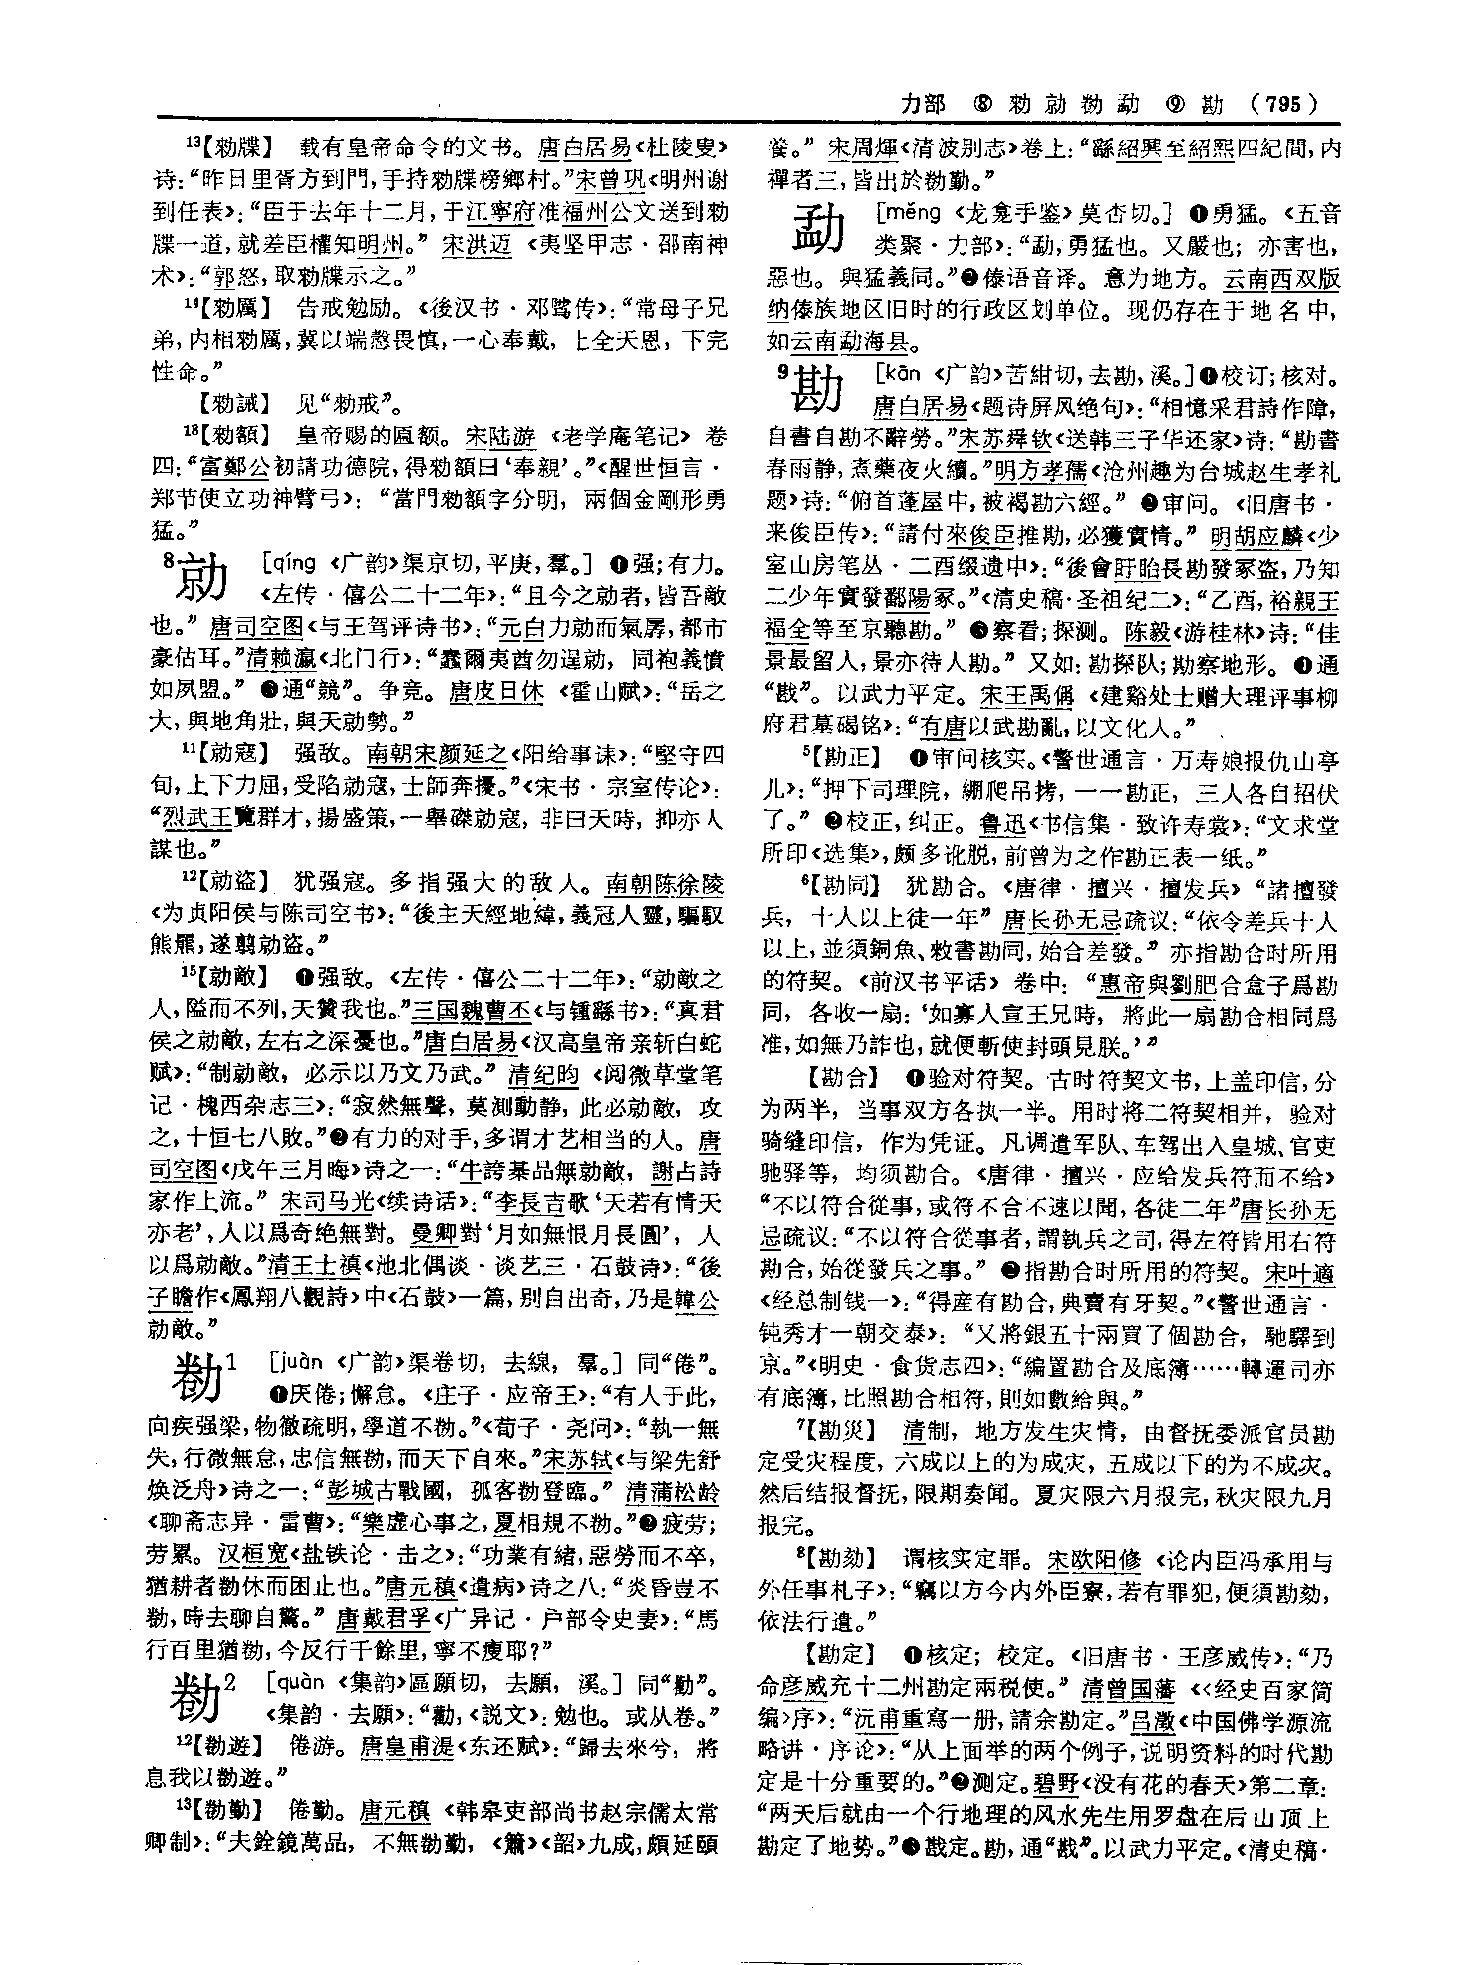 力部 ⑧ 勑 勍 勌 勐 ⑨ 勘 (795)
¹³【勑牒】 载有皇帝命令的文书。唐白居易《杜陵叟》
诗：“昨日里胥方到門，手持勑牒榜鄉村。”宋曾巩《明州谢
到任表》：“臣于去年十二月，于江寧府准福州公文送到勑
牒一道，就差臣權知明州。” 宋洪迈《夷坚甲志·邵南神
术》：“郭怒，取勑牒示之。”
¹⁴【勑厲】 告戒勉励。《後汉书·邓骘传》：“常母子兄
弟，内相勑厲，冀以端慤畏慎，一心奉戴，上全天恩，下完
性命。”
【勑誡】 见“勑戒”。
¹⁸【勑額】 皇帝赐的匾额。宋陆游《老学庵笔记》卷
四：“富鄭公初請功德院，得勑額曰‘奉親’。”《醒世恒言·
郑节使立功神臂弓》：“當門勑額字分明，兩個金剛形勇
猛。”
⁸勍 [qíng 《广韵》渠京切，平庚，羣。] ❶强；有力。
《左传·僖公二十二年》：“且今之勍者，皆吾敵
也。” 唐司空图《与王驾评诗书》：“元白力勍而氣孱，都市
豪估耳。”清赖瀛《北门行》：“蠢爾夷酋勿逞勍，同袍義憤
如夙盟。” ❷通“競”。争竞。唐皮日休《霍山赋》：“岳之
大，與地角壯，與天勍勢。”
¹¹【勍寇】 强敌。南朝宋颜延之《阳给事诔》：“堅守四
旬，上下力屈，受陷勍寇，士師奔擾。”《宋书·宗室传论》：
“烈武王覽群才，揚盛策，一舉磔勍寇，非曰天時，抑亦人
謀也。”
¹²【勍盜】 犹强寇。多指强大的敌人。南朝陈徐陵
《为贞阳侯与陈司空书》：“後主天經地緯，義冠人靈，驅馭
熊羆，遂翦勍盜。”
¹⁵【勍敵】 ❶强敌。《左传·僖公二十二年》：“勍敵之
人，隘而不列，天贊我也。”三国魏曹丕《与锺繇书》：“真君
侯之勍敵，左右之深憂也。”唐白居易《汉高皇帝亲斩白蛇
赋》：“制勍敵，必示以乃文乃武。” 清纪昀《阅微草堂笔
记·槐西杂志三》：“寂然無聲，莫測動静，此必勍敵，攻
之，十恒七八敗。”❷有力的对手，多谓才艺相当的人。唐
司空图《戊午三月晦》诗之一：“牛誇棊品無勍敵，謝占詩
家作上流。” 宋司马光《续诗话》：“李長吉歌‘天若有情天
亦老’，人以爲奇绝無對。曼卿對‘月如無恨月長圓’，人
以爲勍敵。”清王士禛《池北偶谈·谈艺三·石鼓诗》：“後
子瞻作《鳳翔八觀詩》中《石鼓》一篇，别自出奇，乃是韓公
勍敵。”
勌¹ [juàn 《广韵》渠卷切，去線，羣。] 同“倦”。
❶厌倦；懈怠。《庄子·应帝王》：“有人于此，
向疾强梁，物徹疏明，學道不勌。”《荀子·尧问》：“執一無
失，行微無怠，忠信無勌，而天下自來。”宋苏轼《与梁先舒
焕泛舟》诗之一：“彭城古戰國，孤客勌登臨。” 清蒲松龄
《聊斋志异·雷曹》：“樂虚心事之，夏相規不勌。”❷疲劳；
劳累。汉桓宽《盐铁论·击之》：“功業有緒，惡勞而不卒，
猶耕者勌休而困止也。”唐元稹《遣病》诗之八：“炎昏豈不
勌，時去聊自驚。” 唐戴君孚《广异记·户部令史妻》：“馬
行百里猶勌，今反行千餘里，寧不瘦耶？”
勌² [quàn 《集韵》區願切，去願，溪。] 同“勸”。
《集韵·去願》：“勸，《説文》：勉也。或从卷。”
¹²【勌遊】 倦游。唐皇甫湜《东还赋》：“歸去來兮，將
息我以勌遊。”
¹³【勌勤】 倦勤。唐元稹《韩皋吏部尚书赵宗儒太常
卿制》：“夫銓鏡萬品，不無勌勤，《簫》《韶》九成，頗延頤
養。” 宋周煇《清波别志》卷上：“繇紹興至紹熙四紀間，内
禪者三，皆出於勌勤。”
勐 [měng 《龙龛手鉴》莫杏切。] ❶勇猛。《五音
类聚·力部》：“勐，勇猛也。又嚴也；亦害也，
惡也。與猛義同。”❷傣语音译。意为地方。云南西双版
纳傣族地区旧时的行政区划单位。现仍存在于地名中，
如云南勐海县。
⁹勘 [kān 《广韵》苦紺切，去勘，溪。]❶校订；核对。
唐白居易《题诗屏风绝句》：“相憶采君詩作障，
自書自勘不辭勞。”宋苏舜钦《送韩三子华还家》诗：“勘書
春雨静，煮藥夜火續。”明方孝孺《沧州趣为台城赵生孝礼
题》诗：“俯首蓬屋中，被褐勘六經。” ❷审问。《旧唐书·
来俊臣传》：“請付來俊臣推勘，必獲實情。” 明胡应麟《少
室山房笔丛·二酉缀遗中》：“後會盱眙長勘發冢盗，乃知
二少年實發鄱陽冢。”《清史稿·圣祖纪二》：“乙酉，裕親王
福全等至京聽勘。” ❸察看；探测。陈毅《游桂林》诗：“佳
景最留人，景亦待人勘。” 又如：勘探队；勘察地形。❹通
“戡”。以武力平定。宋王禹偁《建谿处士赠大理评事柳
府君墓碣铭》：“有唐以武勘亂，以文化人。”
⁵【勘正】 ❶审问核实。《警世通言·万寿娘报仇山亭
儿》：“押下司理院，綳爬吊拷，一一勘正，三人各自招伏
了。” ❷校正，纠正。鲁迅《书信集·致许寿裳》：“文求堂
所印《选集》，颇多讹脱，前曾为之作勘正表一纸。”
⁶【勘同】 犹勘合。《唐律·擅兴·擅发兵》“諸擅發
兵，十人以上徒一年” 唐长孙无忌疏议：“依令差兵十人
以上，並須銅魚、敕書勘同，始合差發。” 亦指勘合时所用
的符契。《前汉书平话》卷中：“惠帝與劉肥合盒子爲勘
同，各收一扇：‘如寡人宣王兄時，將此一扇勘合相同爲
准，如無乃詐也，就便斬使封頭見朕。’”
【勘合】 ❶验对符契。古时符契文书，上盖印信，分
为两半，当事双方各执一半。用时将二符契相并，验对
骑缝印信，作为凭证。凡调遣军队、车驾出入皇城、官吏
驰驿等，均须勘合。《唐律·擅兴·应给发兵符而不给》
“不以符合從事，或符不合不速以聞，各徒二年”唐长孙无
忌疏议：“不以符合從事者，謂執兵之司，得左符皆用右符
勘合，始從發兵之事。” ❷指勘合时所用的符契。宋叶適
《经总制钱一》：“得産有勘合，典賣有牙契。”《警世通言·
钝秀才一朝交泰》：“又將銀五十兩買了個勘合，馳驛到
京。”《明史·食货志四》：“編置勘合及底簿……轉運司亦
有底簿，比照勘合相符，則如數給與。”
⁷【勘災】 清制，地方发生灾情，由督抚委派官员勘
定受灾程度，六成以上的为成灾，五成以下的为不成灾。
然后结报督抚，限期奏闻。夏灾限六月报完，秋灾限九月
报完。
⁸【勘劾】 谓核实定罪。宋欧阳修《论内臣冯承用与
外任事札子》：“竊以方今内外臣寮，若有罪犯，便須勘劾，
依法行遣。”
【勘定】 ❶核定；校定。《旧唐书·王彦威传》：“乃
命彦威充十二州勘定兩税使。” 清曾国藩《〈经史百家简
编〉序》：“沅甫重寫一册，請余勘定。”吕澂《中国佛学源流
略讲·序论》：“从上面举的两个例子，说明资料的时代勘
定是十分重要的。”❷测定。碧野《没有花的春天》第二章：
“两天后就由一个行地理的风水先生用罗盘在后山顶上
勘定了地势。”❸戡定。勘，通“戡”。以武力平定。《清史稿·